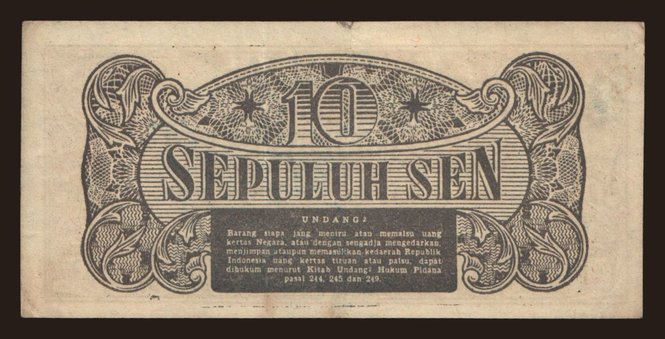 10
SEPULUH SEN
UNDANG²
Barang siapa jang meniru atau memalsu uang
kertas Negara, atau dengan sengadja mengedarkan,
menjimpan ataupun memasukkan kedaerah Republik
Indonesia uang kertas tiruan atau palsu, dapat
dihukum menurut Kitab Undang² Hukum Pidana
pasal 244, 245 dan 249.